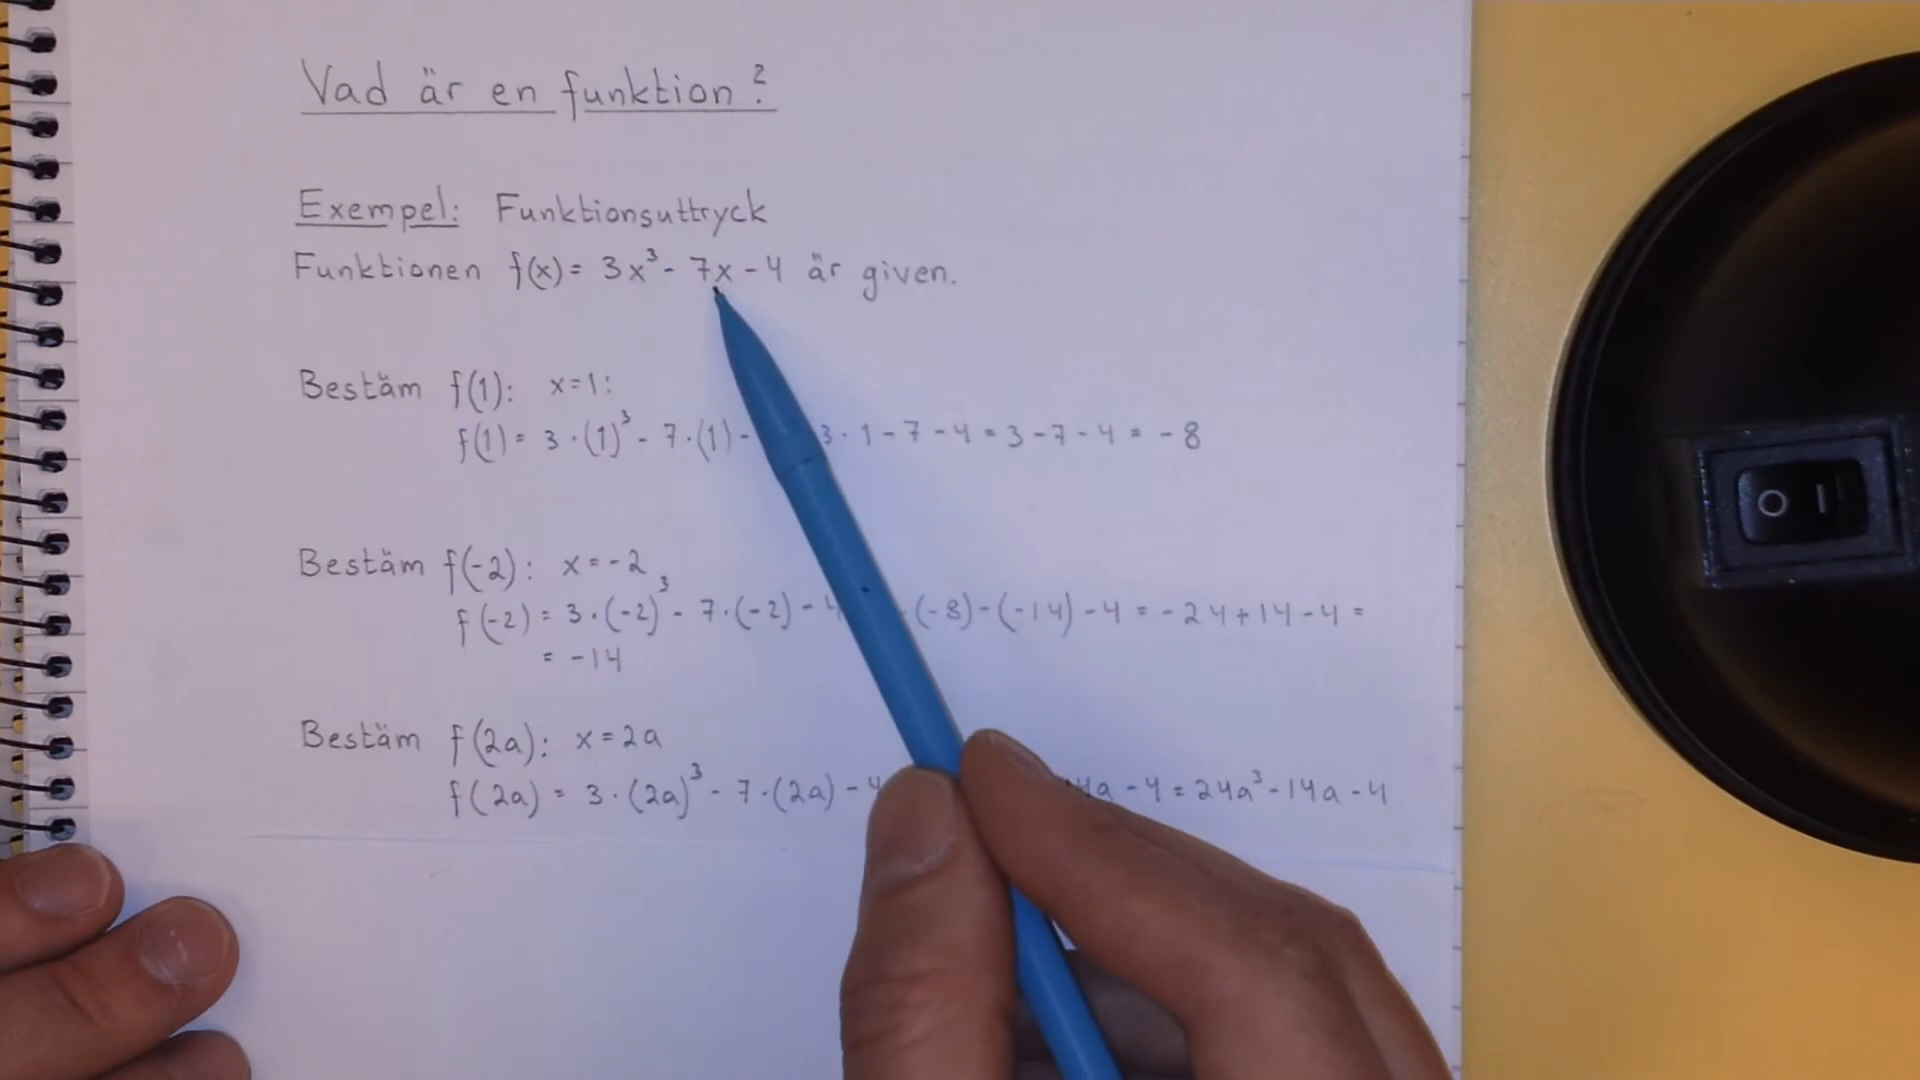 Vad är en funktion?
Exempel: Funktionsuttryck
Funktionen f(x) = 3x³ - 7x - 4 är given.
Bestäm f(1): x=1:
f(1) = 3 · (1)³ - 7 · (1) - 3 · 1 - 7 - 4 = 3 - 7 - 4 = - 8
Bestäm f(-2): x = -2
f(-2) = 3 · (-2)³ - 7 · (-2) - 4 · (-8) - (-14) - 4 = - 24 + 14 - 4 =
= -14
Bestäm f(2a): x = 2a
f(2a) = 3 · (2a)³ - 7 · (2a) - 4 4a - 4 = 24a³ - 14a - 4
O I